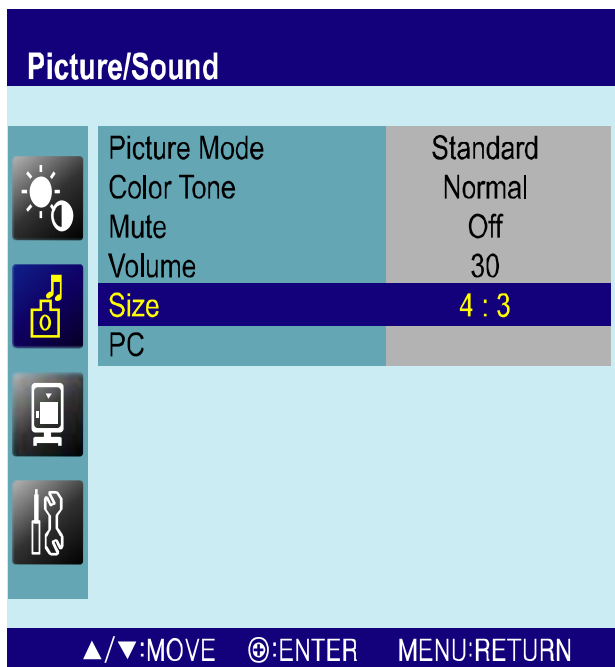 Picture/Sound
Picture Mode Standard
Color Tone Normal
Mute Off
Volume 30
Size 4 : 3
PC
▲/▼:MOVE ⊕:ENTER MENU:RETURN